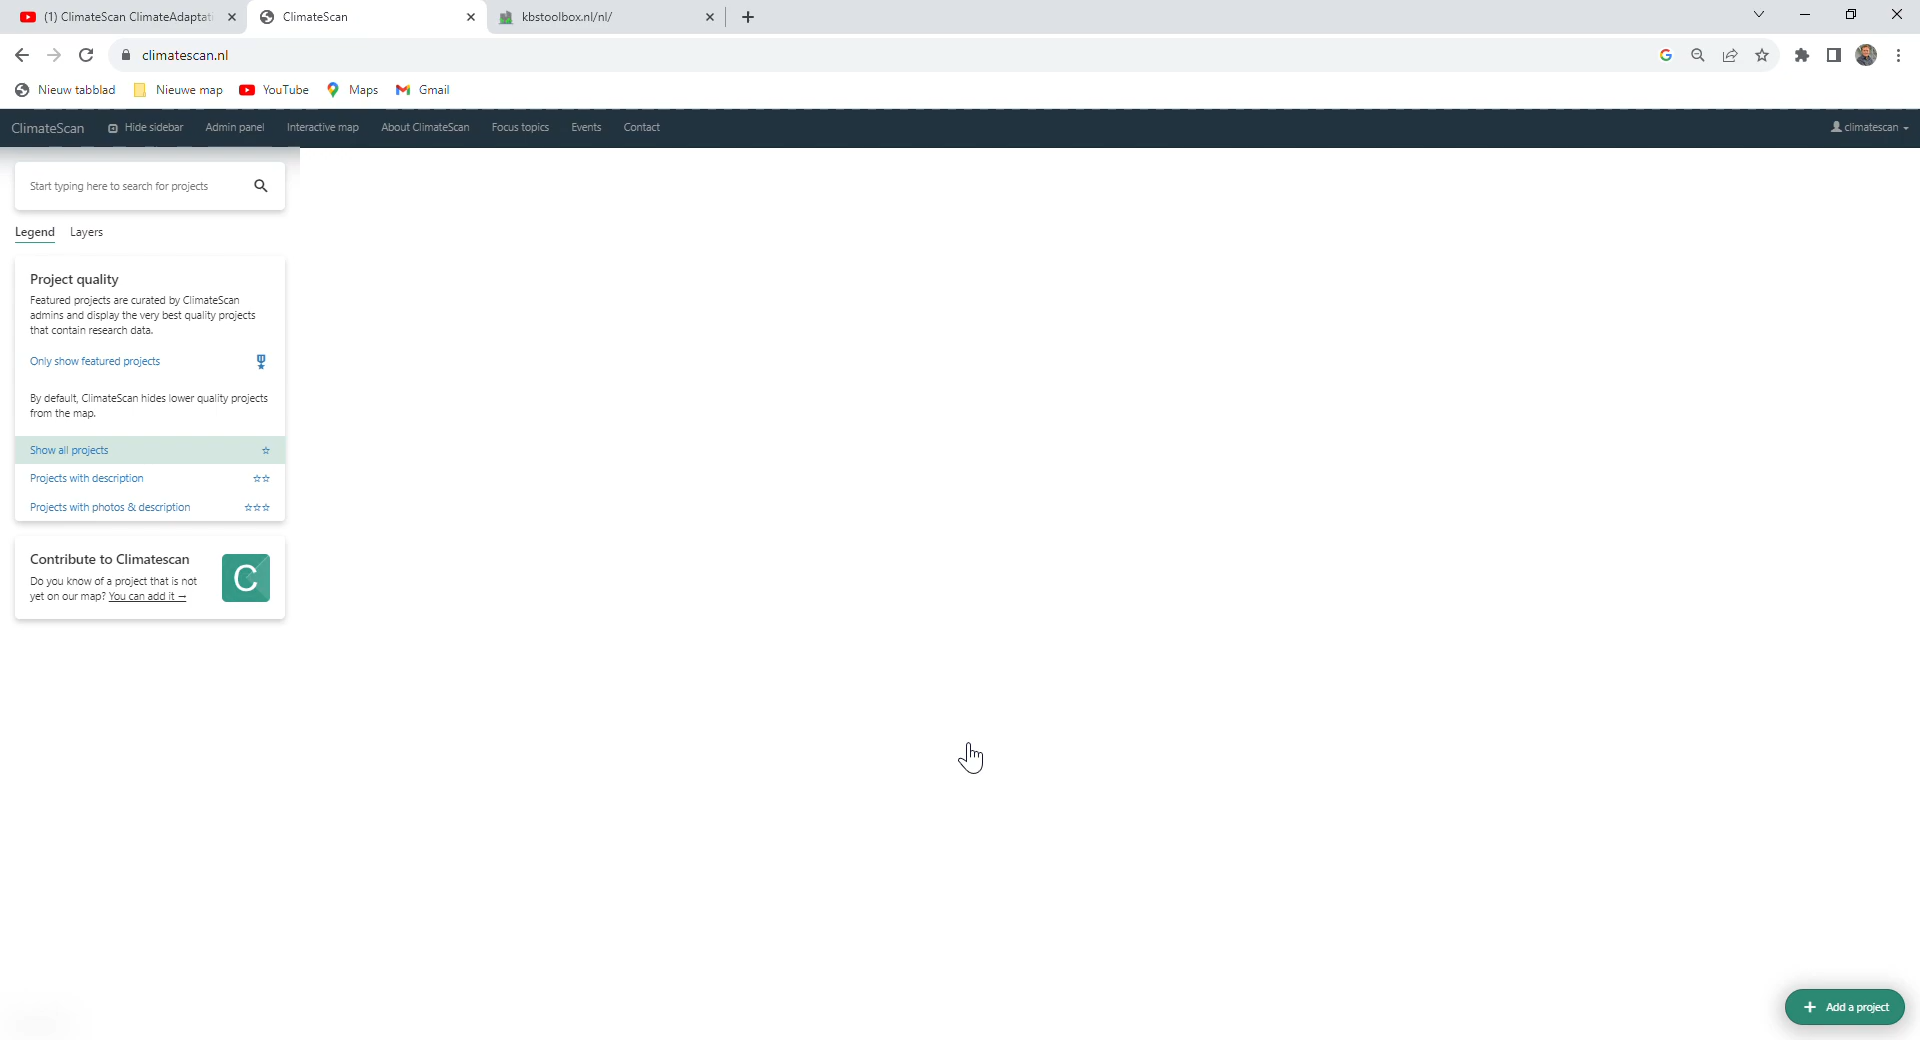 (1) ClimateScan ClimateAdaptati
ClimateScan
kbstoolbox.nl/nl/
climatescan.nl
Nieuw tabblad
Nieuwe map
YouTube
Maps
Gmail
ClimateScan
Hide sidebar
Admin panel
Interactive map
About ClimateScan
Focus topics
Events
Contact
climatescan
Start typing here to search for projects
Legend
Layers
Project quality
Featured projects are curated by ClimateScan
admins and display the very best quality projects
that contain research data.
Only show featured projects
By default, ClimateScan hides lower quality projects
from the map.
Show all projects
Projects with description
Projects with photos & description
Contribute to Climatescan
Do you know of a project that is not
yet on our map? You can add it →
C
+ Add a project